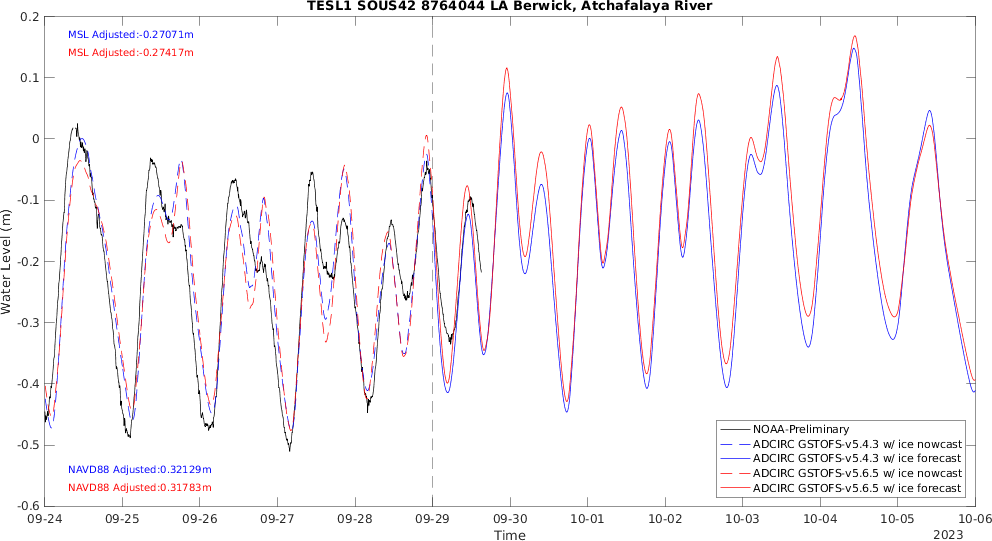 TESL1 SOUS42 8764044 LA Berwick, Atchafalaya River
MSL Adjusted:-0.27071m
MSL Adjusted:-0.27417m
0.2
0.1
0
-0.1
-0.2
-0.3
-0.4
-0.5
-0.6
Water Level (m)
NAVD88 Adjusted:0.32129m
NAVD88 Adjusted:0.31783m
NOAA-Preliminary
ADCIRC GSTOFS-v5.4.3 w/ ice nowcast
ADCIRC GSTOFS-v5.4.3 w/ ice forecast
ADCIRC GSTOFS-v5.6.5 w/ ice nowcast
ADCIRC GSTOFS-v5.6.5 w/ ice forecast
09-24 09-25 09-26 09-27 09-28 09-29 09-30 10-01 10-02 10-03 10-04 10-05 10-06
Time
2023